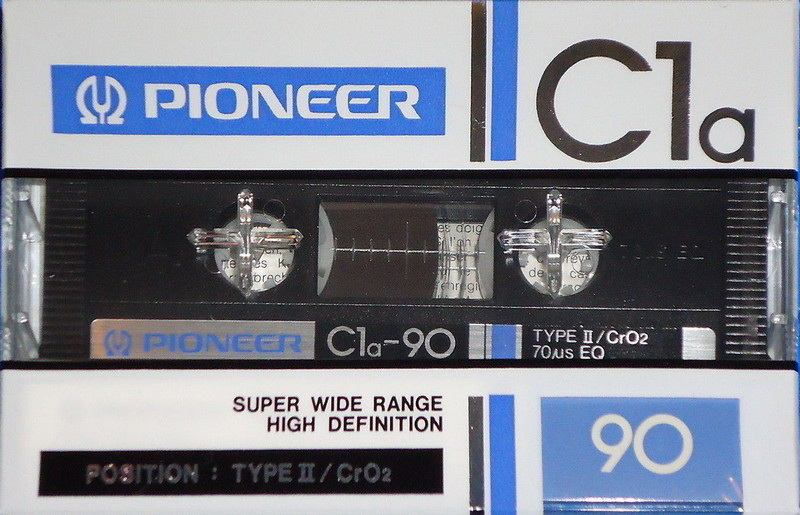 PIONEER
C1a
PIONEER C1a-90 TYPE II/CrO2
70µs EQ
SUPER WIDE RANGE
HIGH DEFINITION
POSITION : TYPE II/CrO2
90